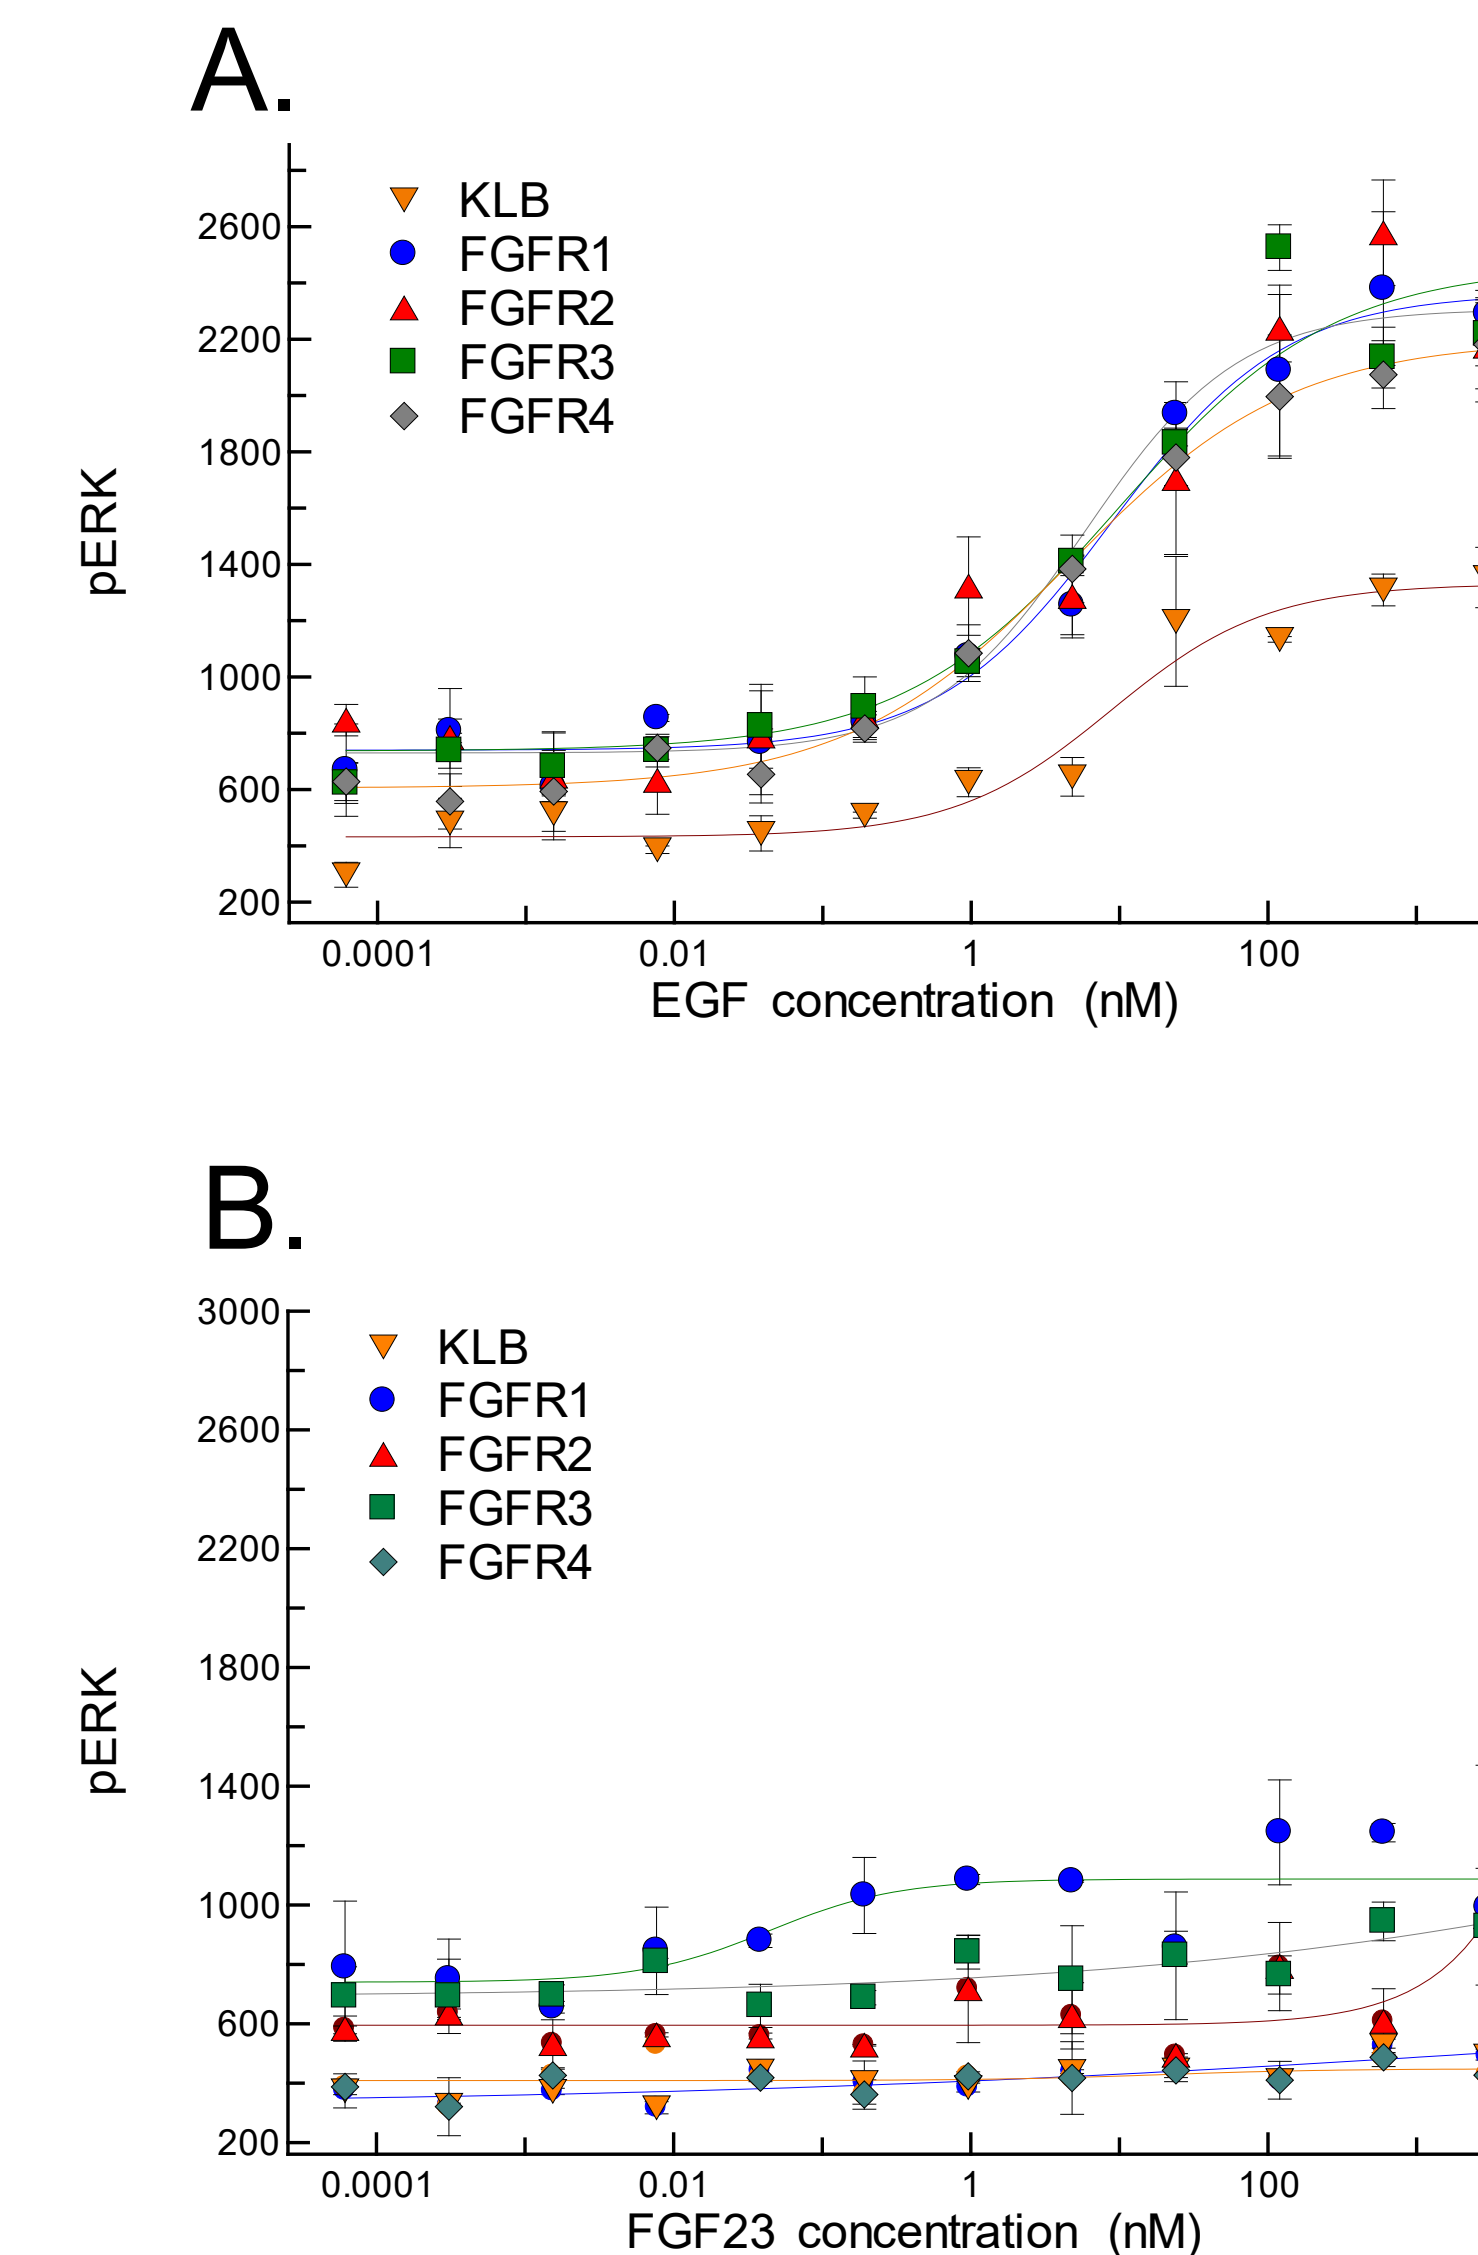 A.
2600
2200
1800
1400
1000
600
200
pERK
KLB
FGFR1
FGFR2
FGFR3
FGFR4
0.0001 0.01 1 100
EGF concentration (nM)
B.
3000
2600
2200
1800
1400
1000
600
200
pERK
KLB
FGFR1
FGFR2
FGFR3
FGFR4
0.0001 0.01 1 100
FGF23 concentration (nM)